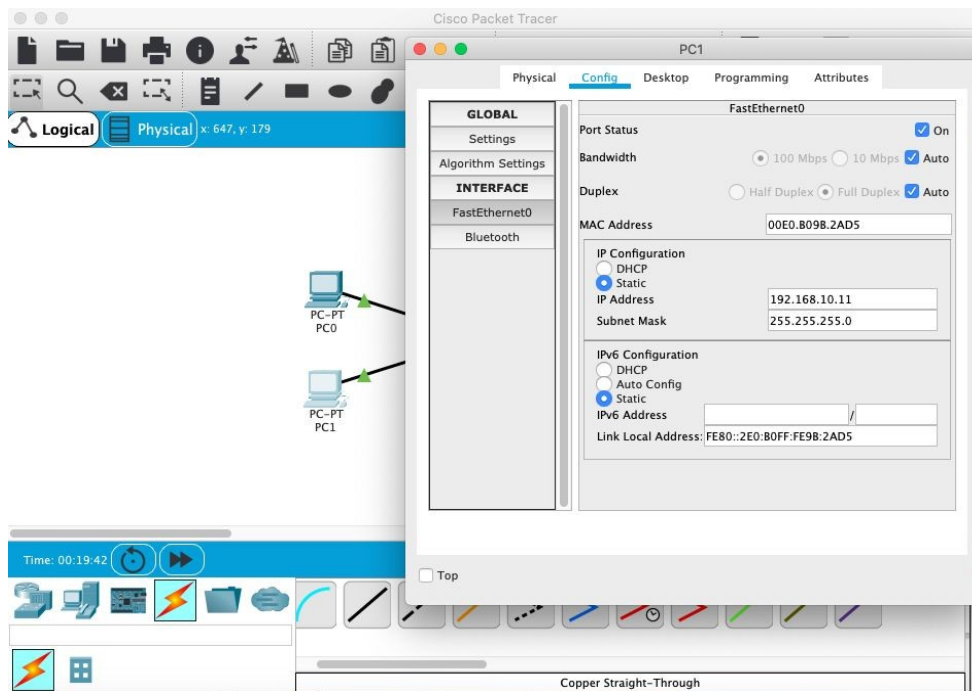 Cisco Packet Tracer
PC1
Physical Config Desktop Programming Attributes
Logical
Physical x: 647, y: 179
GLOBAL
Settings
Algorithm Settings
INTERFACE
FastEthernet0
Bluetooth
FastEthernet0
Port Status On
Bandwidth 100 Mbps 10 Mbps Auto
Duplex Half Duplex Full Duplex Auto
MAC Address 00E0.B09B.2AD5
IP Configuration
DHCP
Static
IP Address 192.168.10.11
Subnet Mask 255.255.255.0
IPv6 Configuration
DHCP
Auto Config
Static
IPv6 Address /
Link Local Address: FE80::2E0:B0FF:FE9B:2AD5
PC-PT
PC0
PC-PT
PC1
Time: 00:19:42
Top
Copper Straight-Through